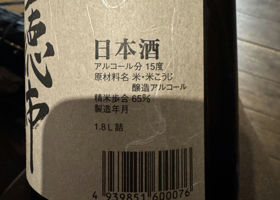 日本酒
アルコール分 15度
原材料名 米・米こうじ
醸造アルコール
精米歩合 65%
製造年月
1.8L詰
4 939851 600076